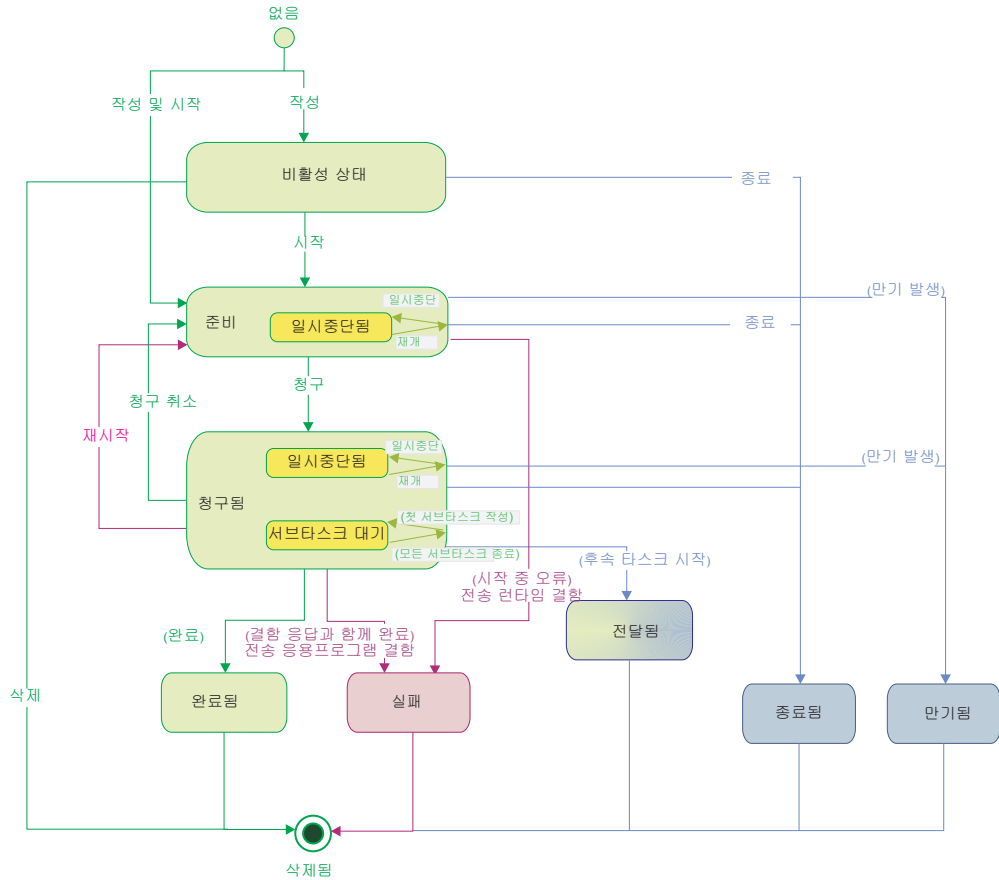 없음
작성 및 시작
작성
비활성 상태
종료
시작
(만기 발생)
일시중단
준비
일시중단됨
종료
재개
청구
청구 취소
재시작
일시중단
(만기 발생)
일시중단됨
재개
청구됨
(첫 서브타스크 작성)
서브타스크 대기
(모든 서브타스크 종료)
(후속 타스크 시작)
(시작 중 오류)
전송 런타임 결함
(완료)
(결함 응답과 함께 완료)
전송 응용프로그램 결함
전달됨
삭제
완료됨
실패
종료됨
만기됨
삭제됨